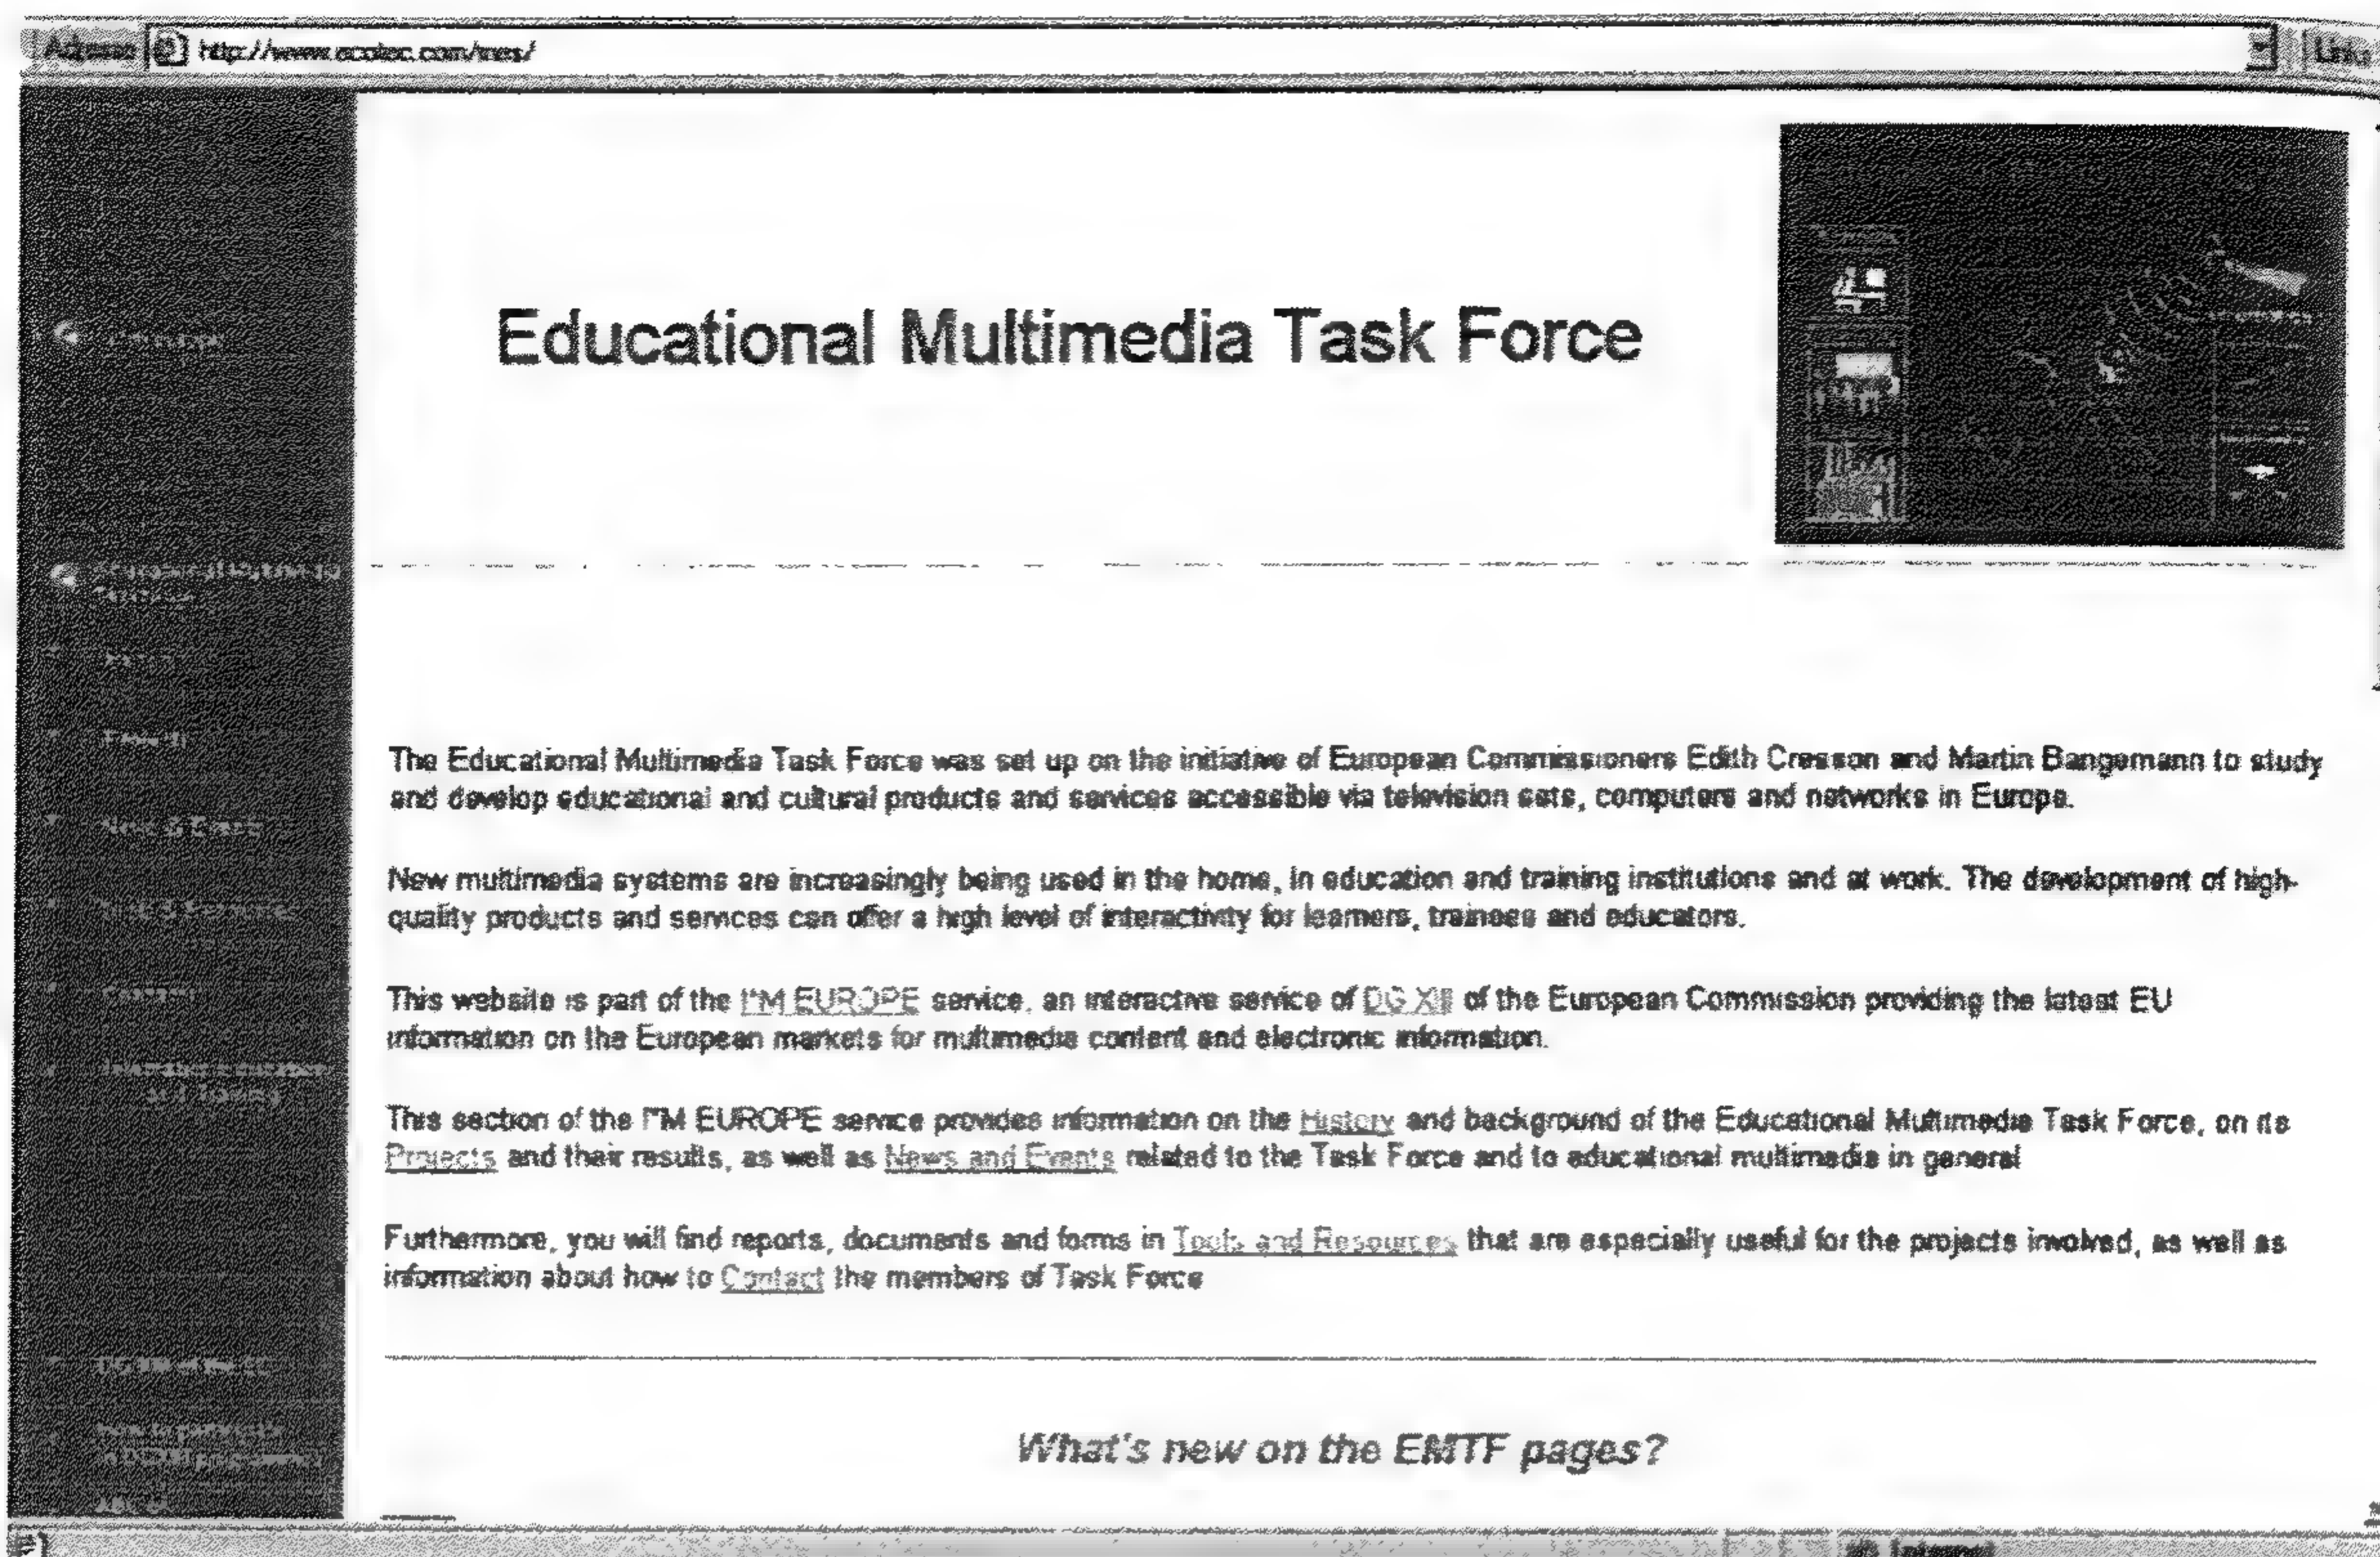 Adresse http://www.ecotec.com/mes/ Links
Educational Multimedia Task Force
The Educational Multimedia Task Force was set up on the initiative of European Commissioners Edith Cresson and Martin Bangemann to study
and develop educational and cultural products and services accessible via television sets, computers and networks in Europe.
New multimedia systems are increasingly being used in the home, in education and training institutions and at work. The development of high-
quality products and services can offer a high level of interactivity for learners, trainees and educators.
This website is part of the I*M EUROPE service, an interactive service of DG XIII of the European Commission providing the latest EU
information on the European markets for multimedia content and electronic information.
This section of the I*M EUROPE service provides information on the History and background of the Educational Multimedia Task Force, on its
Projects and their results, as well as News and Events related to the Task Force and to educational multimedia in general
Furthermore, you will find reports, documents and forms in Tools and Resources that are especially useful for the projects involved, as well as
information about how to Contact the members of Task Force
What's new on the EMTF pages?
News & Events
and Training
Internet